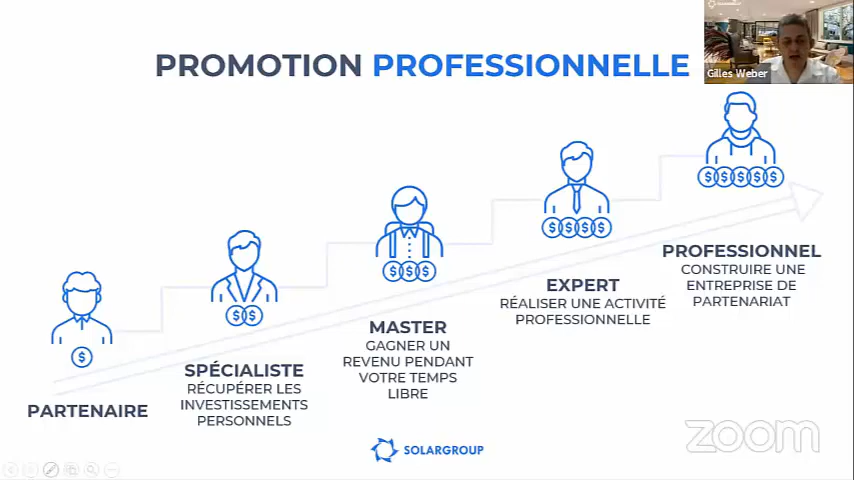 PROMOTION PROFESSIONNELLE
Gilles Weber
PARTENAIRE
SPÉCIALISTE
RÉCUPÉRER LES
INVESTISSEMENTS
PERSONNELS
MASTER
GAGNER UN
REVENU PENDANT
VOTRE TEMPS
LIBRE
EXPERT
RÉALISER UNE ACTIVITÉ
PROFESSIONNELLE
PROFESSIONNEL
CONSTRUIRE UNE
ENTREPRISE DE
PARTENARIAT
SOLARGROUP
zoom